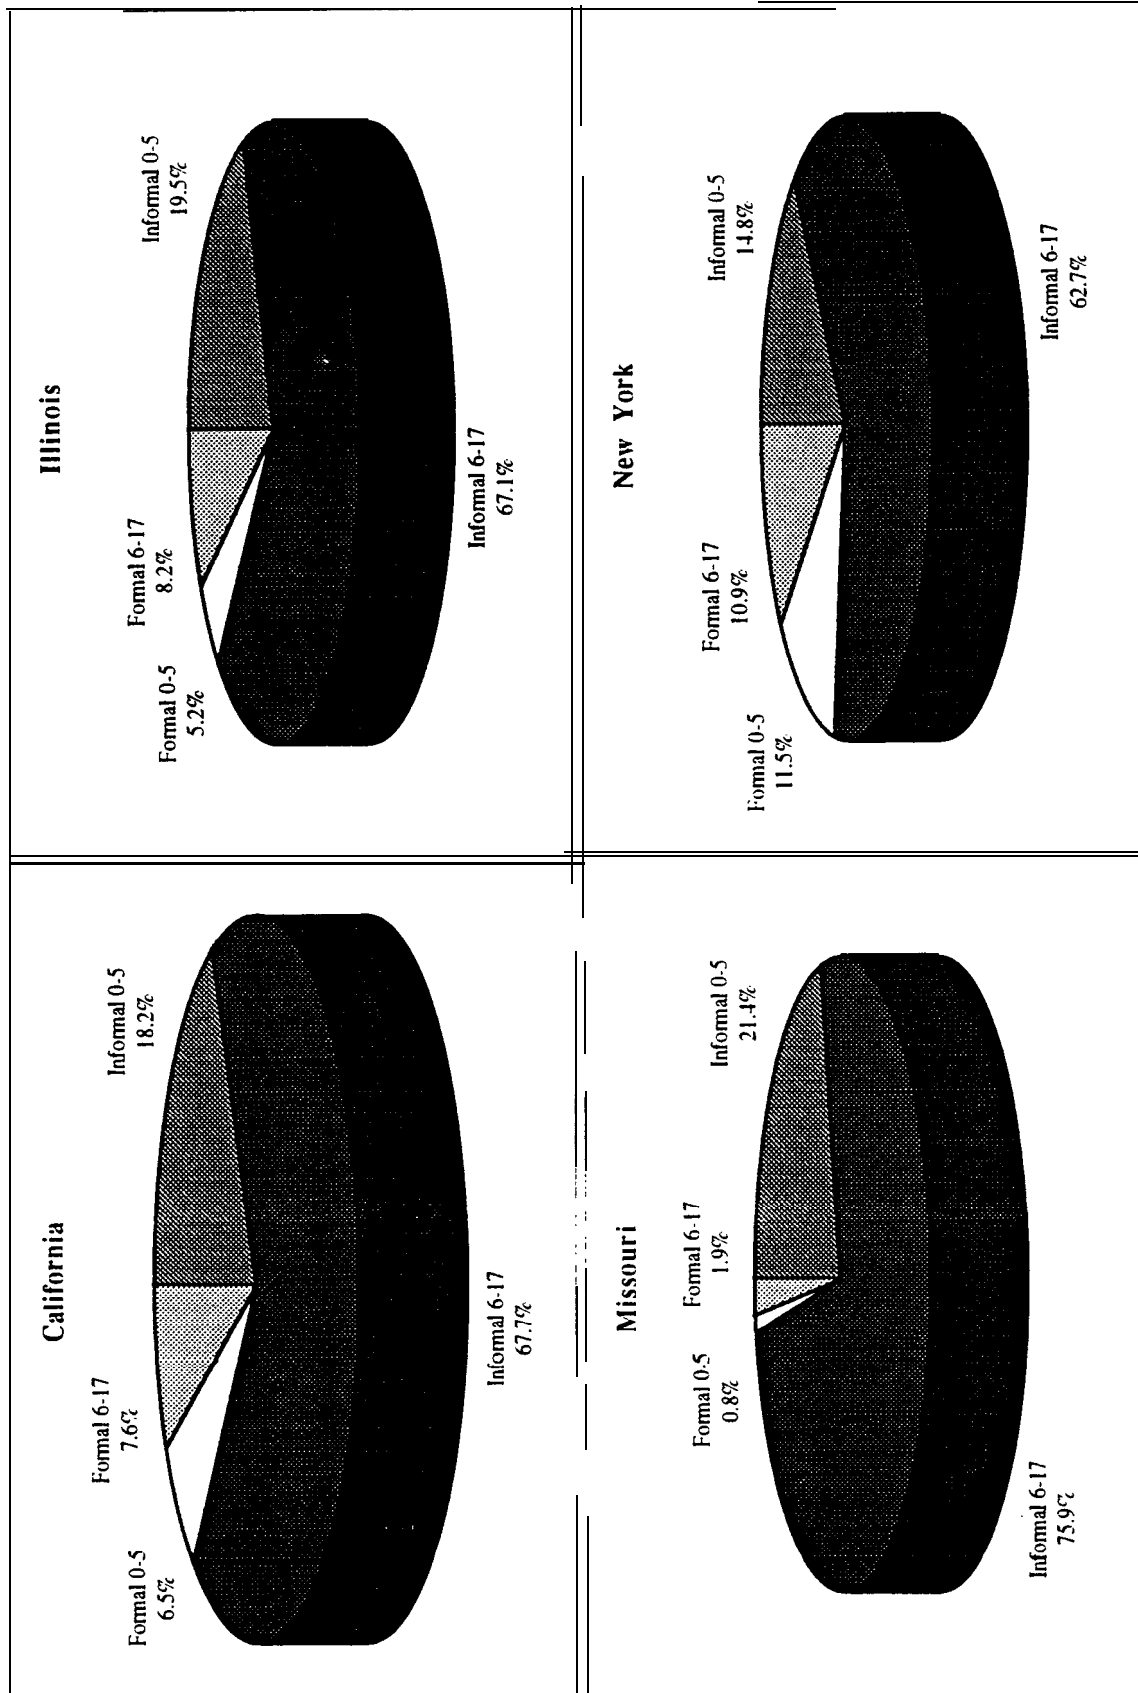 California
Formal 6-17
7.6%
Informal 0-5
18.2%
Formal 0-5
6.5%
Informal 6-17
67.7%
Illinois
Formal 6-17
8.2%
Informal 0-5
19.5%
Formal 0-5
5.2%
Informal 6-17
67.1%
Missouri
Formal 6-17
1.9%
Formal 0-5
0.8%
Informal 0-5
21.4%
Informal 6-17
75.9%
New York
Formal 6-17
10.9%
Informal 0-5
14.8%
Formal 0-5
11.5%
Informal 6-17
62.7%